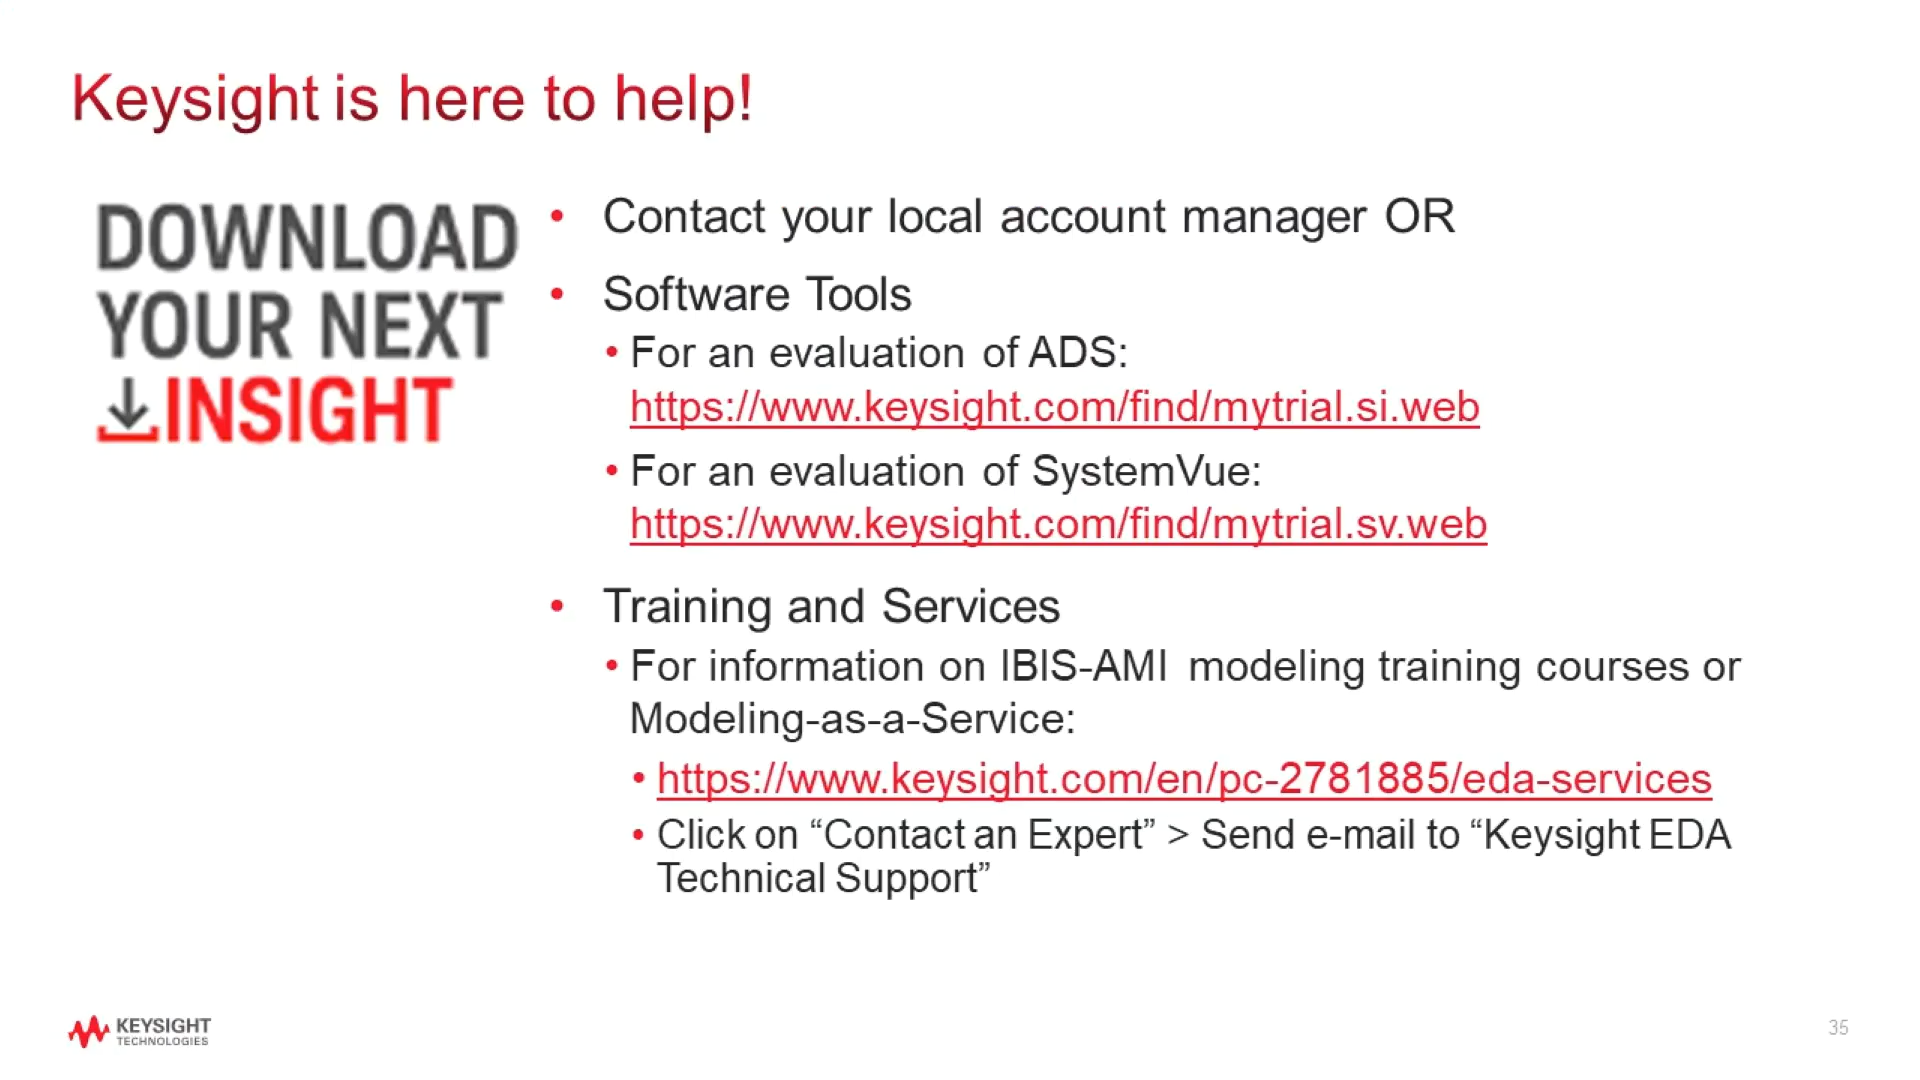 Keysight is here to help!
DOWNLOAD
YOUR NEXT
INSIGHT
• Contact your local account manager OR
• Software Tools
• For an evaluation of ADS:
https://www.keysight.com/find/mytrial.si.web
• For an evaluation of SystemVue:
https://www.keysight.com/find/mytrial.sv.web
• Training and Services
• For information on IBIS-AMI modeling training courses or
Modeling-as-a-Service:
• https://www.keysight.com/en/pc-2781885/eda-services
• Click on “Contact an Expert” > Send e-mail to “Keysight EDA
Technical Support”
KEYSIGHT
TECHNOLOGIES
35